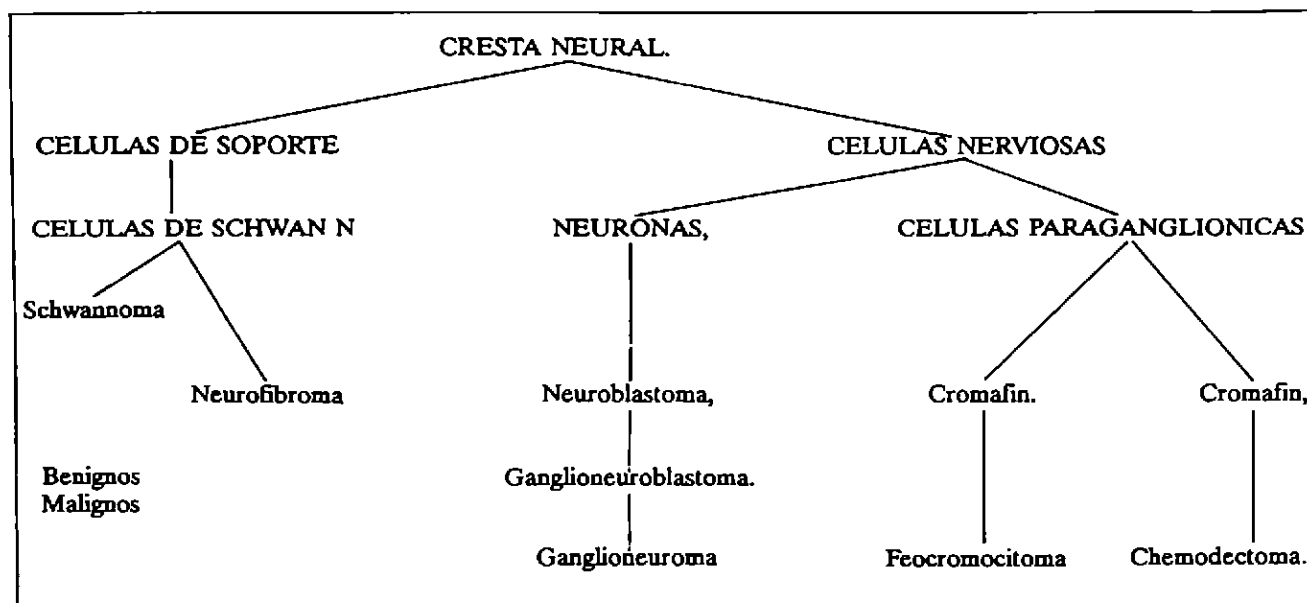 CRESTA NEURAL.
CELULAS DE SOPORTE
CELULAS NERVIOSAS
CELULAS DE SCHWAN N
NEURONAS,
CELULAS PARAGANGLIONICAS
Schwannoma
Neurofibroma
Neuroblastoma,
Cromafin.
Cromafin,
Benignos
Malignos
Ganglioneuroblastoma.
Ganglioneuroma
Feocromocitoma
Chemodectoma.